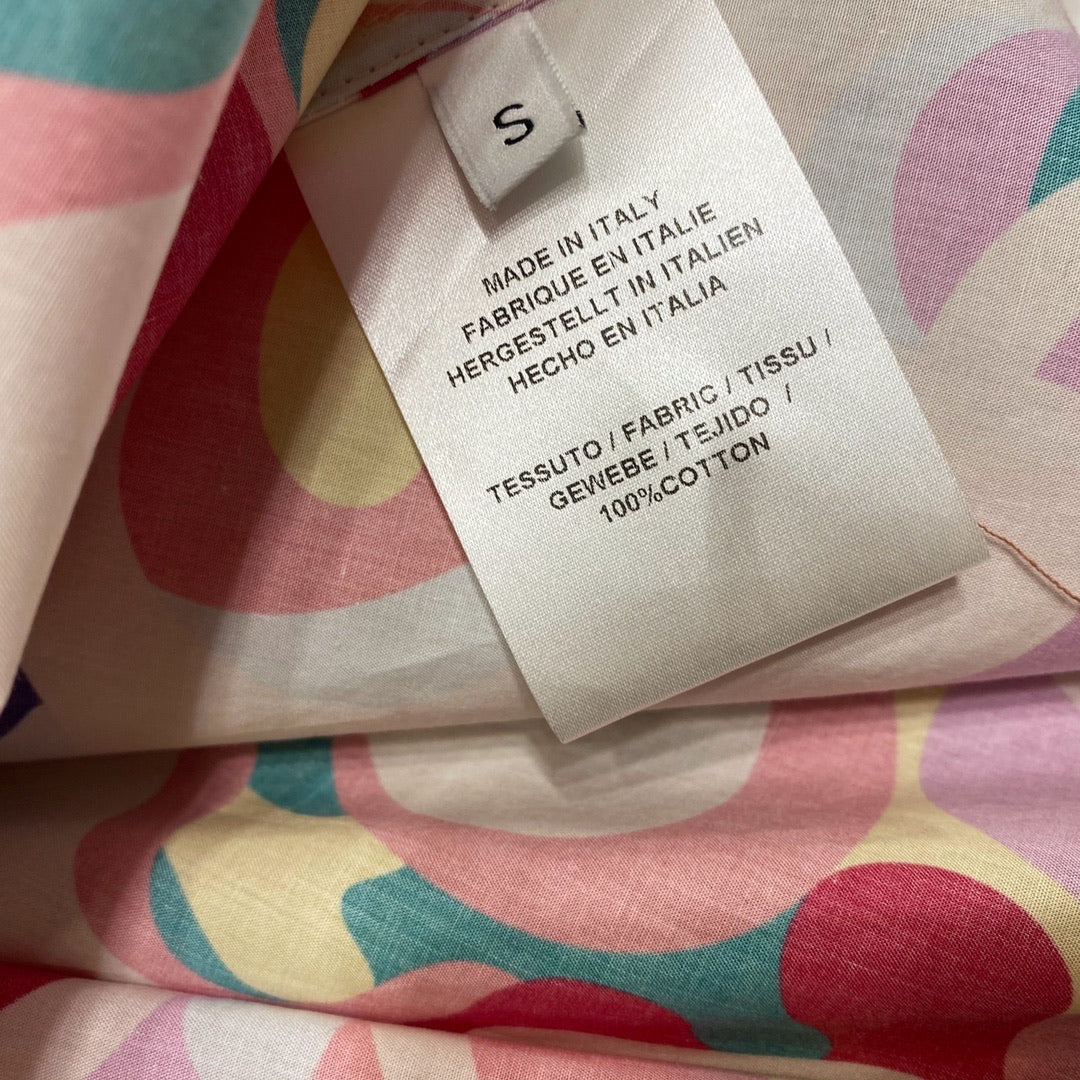 S
MADE IN ITALY
FABRIQUE EN ITALIE
HERGESTELLT IN ITALIEN
HECHO EN ITALIA
TESSUTO / FABRIC / TISSU /
GEWEBE / TEJIDO /
100%COTTON